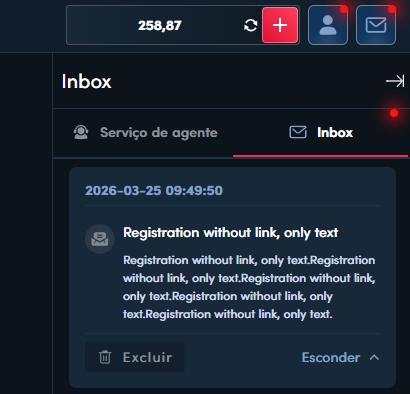 258,87
Inbox
Serviço de agente
Inbox
2026-03-25 09:49:50
Registration without link, only text
Registration without link, only text.Registration
without link, only text.Registration without link,
only text.Registration without link, only
text.Registration without link, only text.
Excluir
Esconder